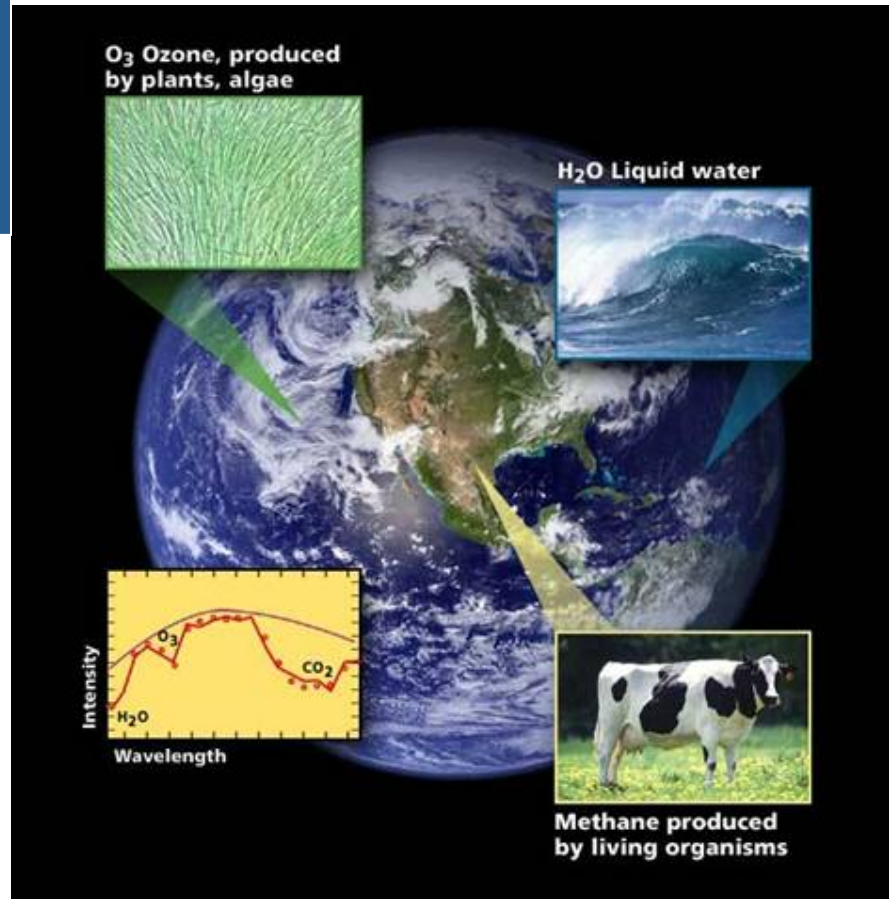 O₃ Ozone, produced
by plants, algae
H₂O Liquid water
O₃
CO₂
H₂O
Intensity
Wavelength
Methane produced
by living organisms